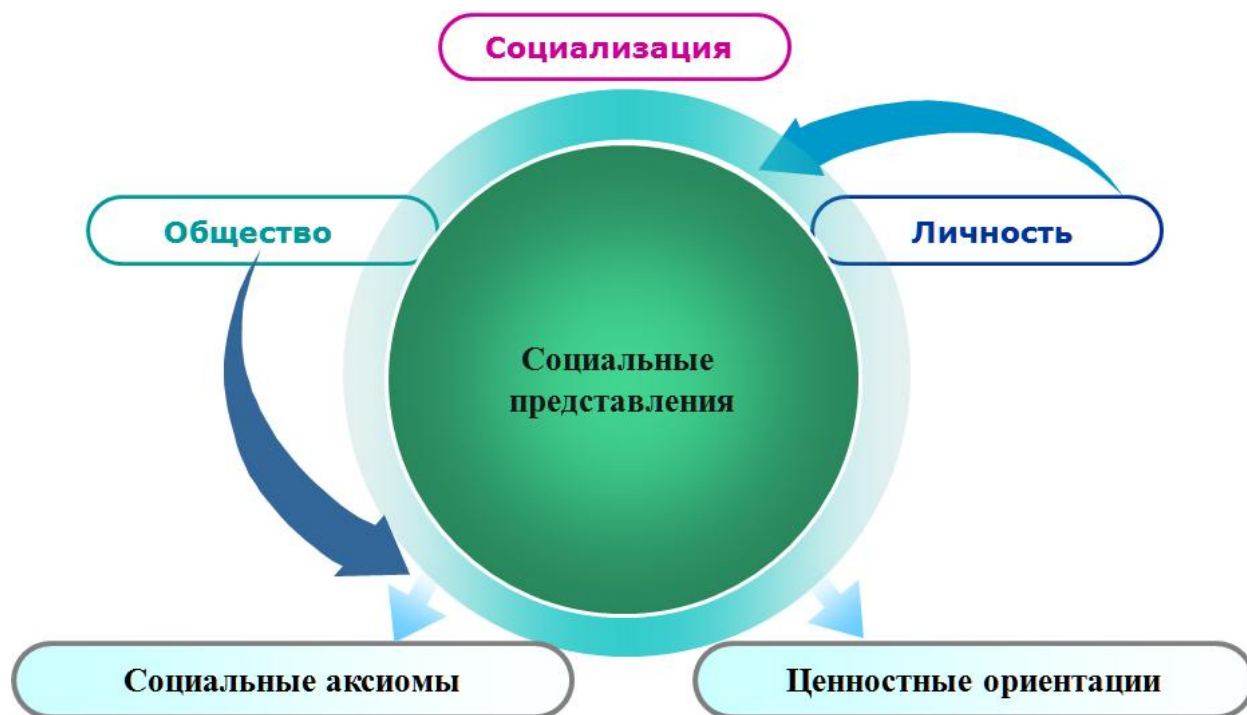 Социализация
Общество
Личность
Социальные
представления
Социальные аксиомы
Ценностные ориентации